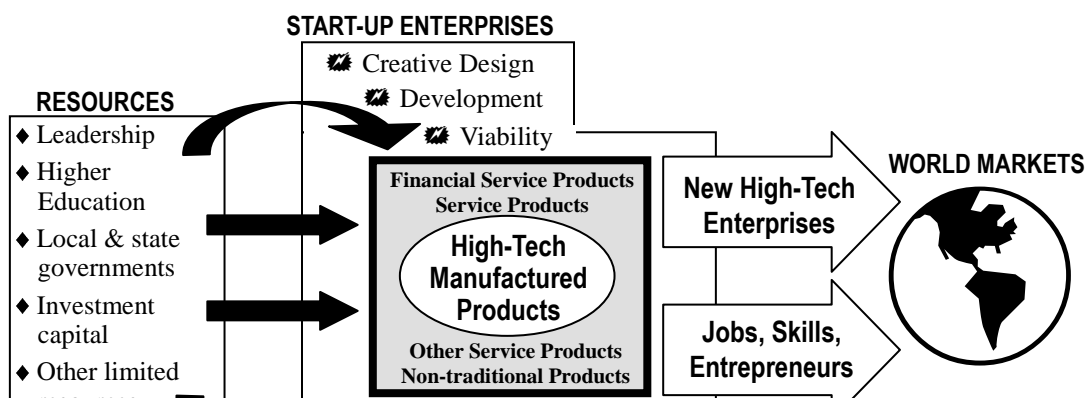 START-UP ENTERPRISES
Creative Design
Development
Viability
RESOURCES
♦ Leadership
♦ Higher
Education
♦ Local & state
governments
♦ Investment
capital
♦ Other limited
Financial Service Products
Service Products
High-Tech
Manufactured
Products
Other Service Products
Non-traditional Products
New High-Tech
Enterprises
Jobs, Skills,
Entrepreneurs
WORLD MARKETS